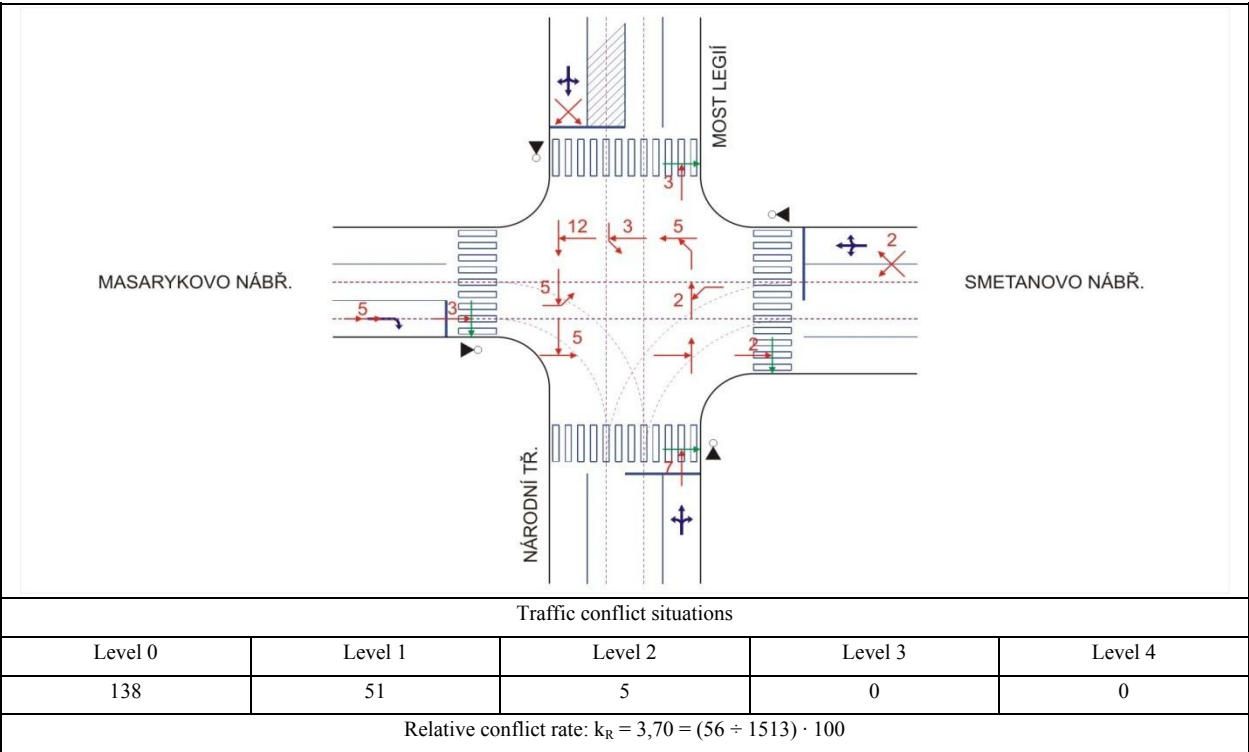 MOST LEGIÍ
3
12 3 5
2
MASARYKOVO NÁBŘ.
SMETANOVO NÁBŘ.
5
2
5 3
5
2
NÁRODNÍ TŘ.
7
Traffic conflict situations
Level 0 Level 1 Level 2 Level 3 Level 4
138 51 5 0 0
Relative conflict rate: kR = 3,70 = (56 ÷ 1513) · 100